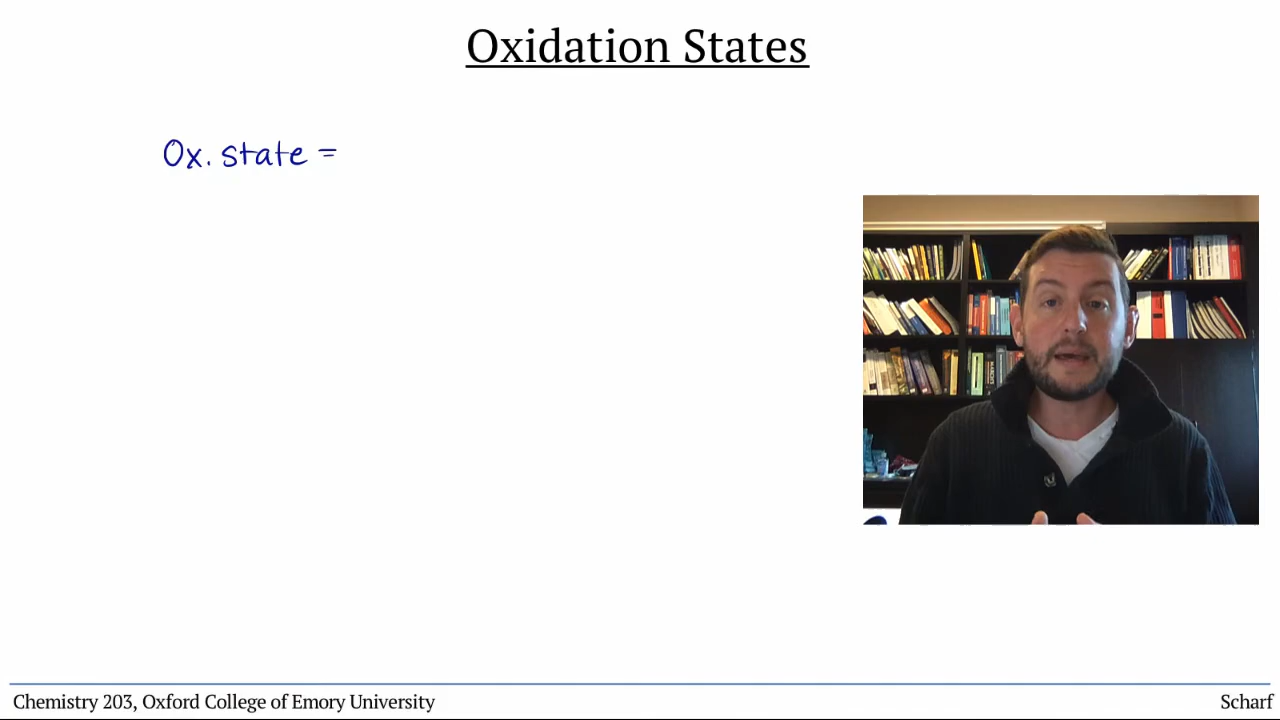 Oxidation States
Ox. state =
Chemistry 203, Oxford College of Emory University
Scharf